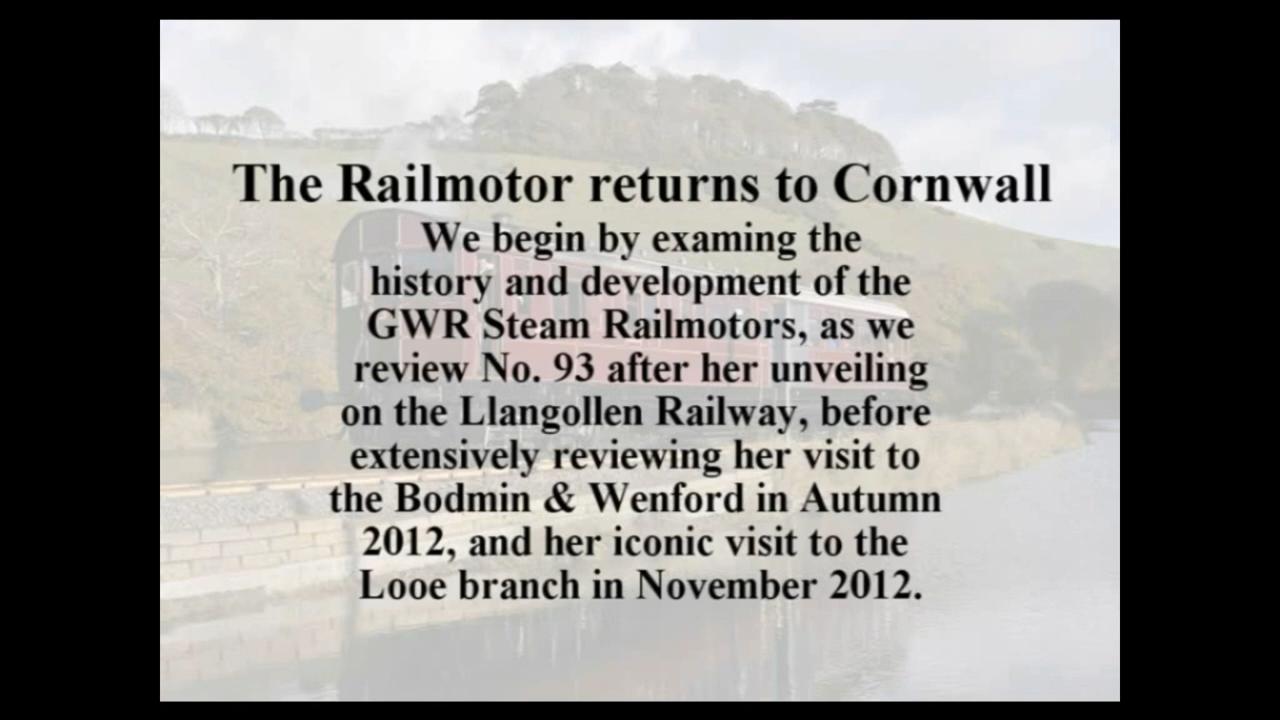 The Railmotor returns to Cornwall
We begin by examing the
history and development of the
GWR Steam Railmotors, as we
review No. 93 after her unveiling
on the Llangollen Railway, before
extensively reviewing her visit to
the Bodmin & Wenford in Autumn
2012, and her iconic visit to the
Looe branch in November 2012.